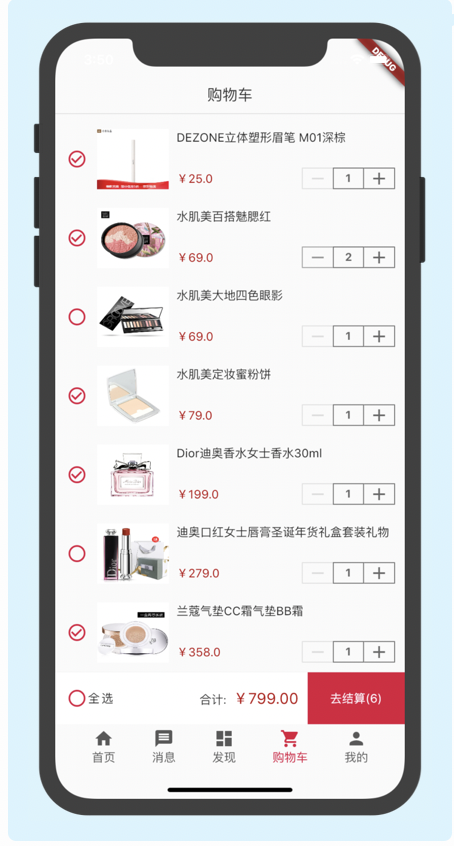 DEBUG
购物车
DEZONE立体塑形眉笔 M01深棕
¥25.0
1
水肌美百搭魅腮红
¥69.0
2
水肌美大地四色眼影
¥69.0
1
水肌美定妆蜜粉饼
¥79.0
1
Dior迪奥香水女士香水30ml
¥199.0
1
迪奥口红女士唇膏圣诞年货礼盒套装礼物
¥279.0
1
兰蔻气垫CC霜气垫BB霜
¥358.0
1
全选 合计: ¥799.00 去结算(6)
首页 消息 发现 购物车 我的